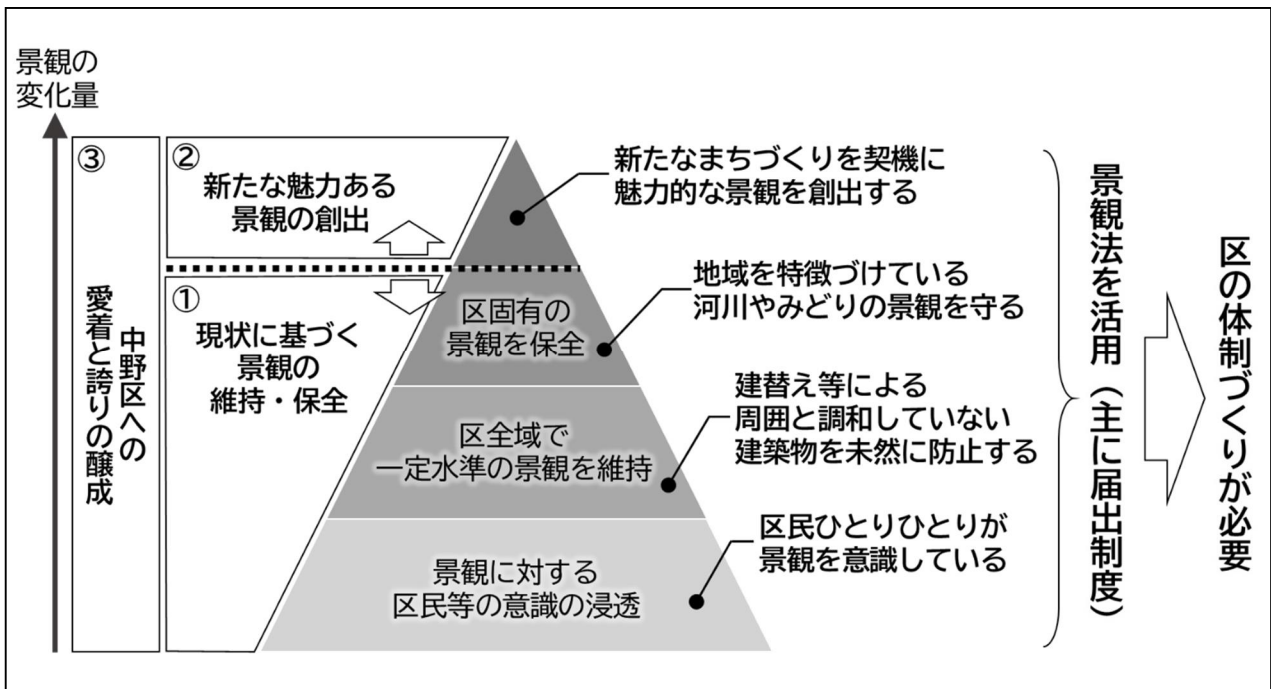 景観の
変化量
③
中野区への
愛着と誇りの醸成
②
新たな魅力ある
景観の創出
①
現状に基づく
景観の
維持・保全
区固有の
景観を保全
区全域で
一定水準の景観を維持
景観に対する
区民等の意識の浸透
新たなまちづくりを契機に
魅力的な景観を創出する
地域を特徴づけている
河川やみどりの景観を守る
建替え等による
周囲と調和していない
建築物を未然に防止する
区民ひとりひとりが
景観を意識している
景観法を活用（主に届出制度）
区の体制づくりが必要